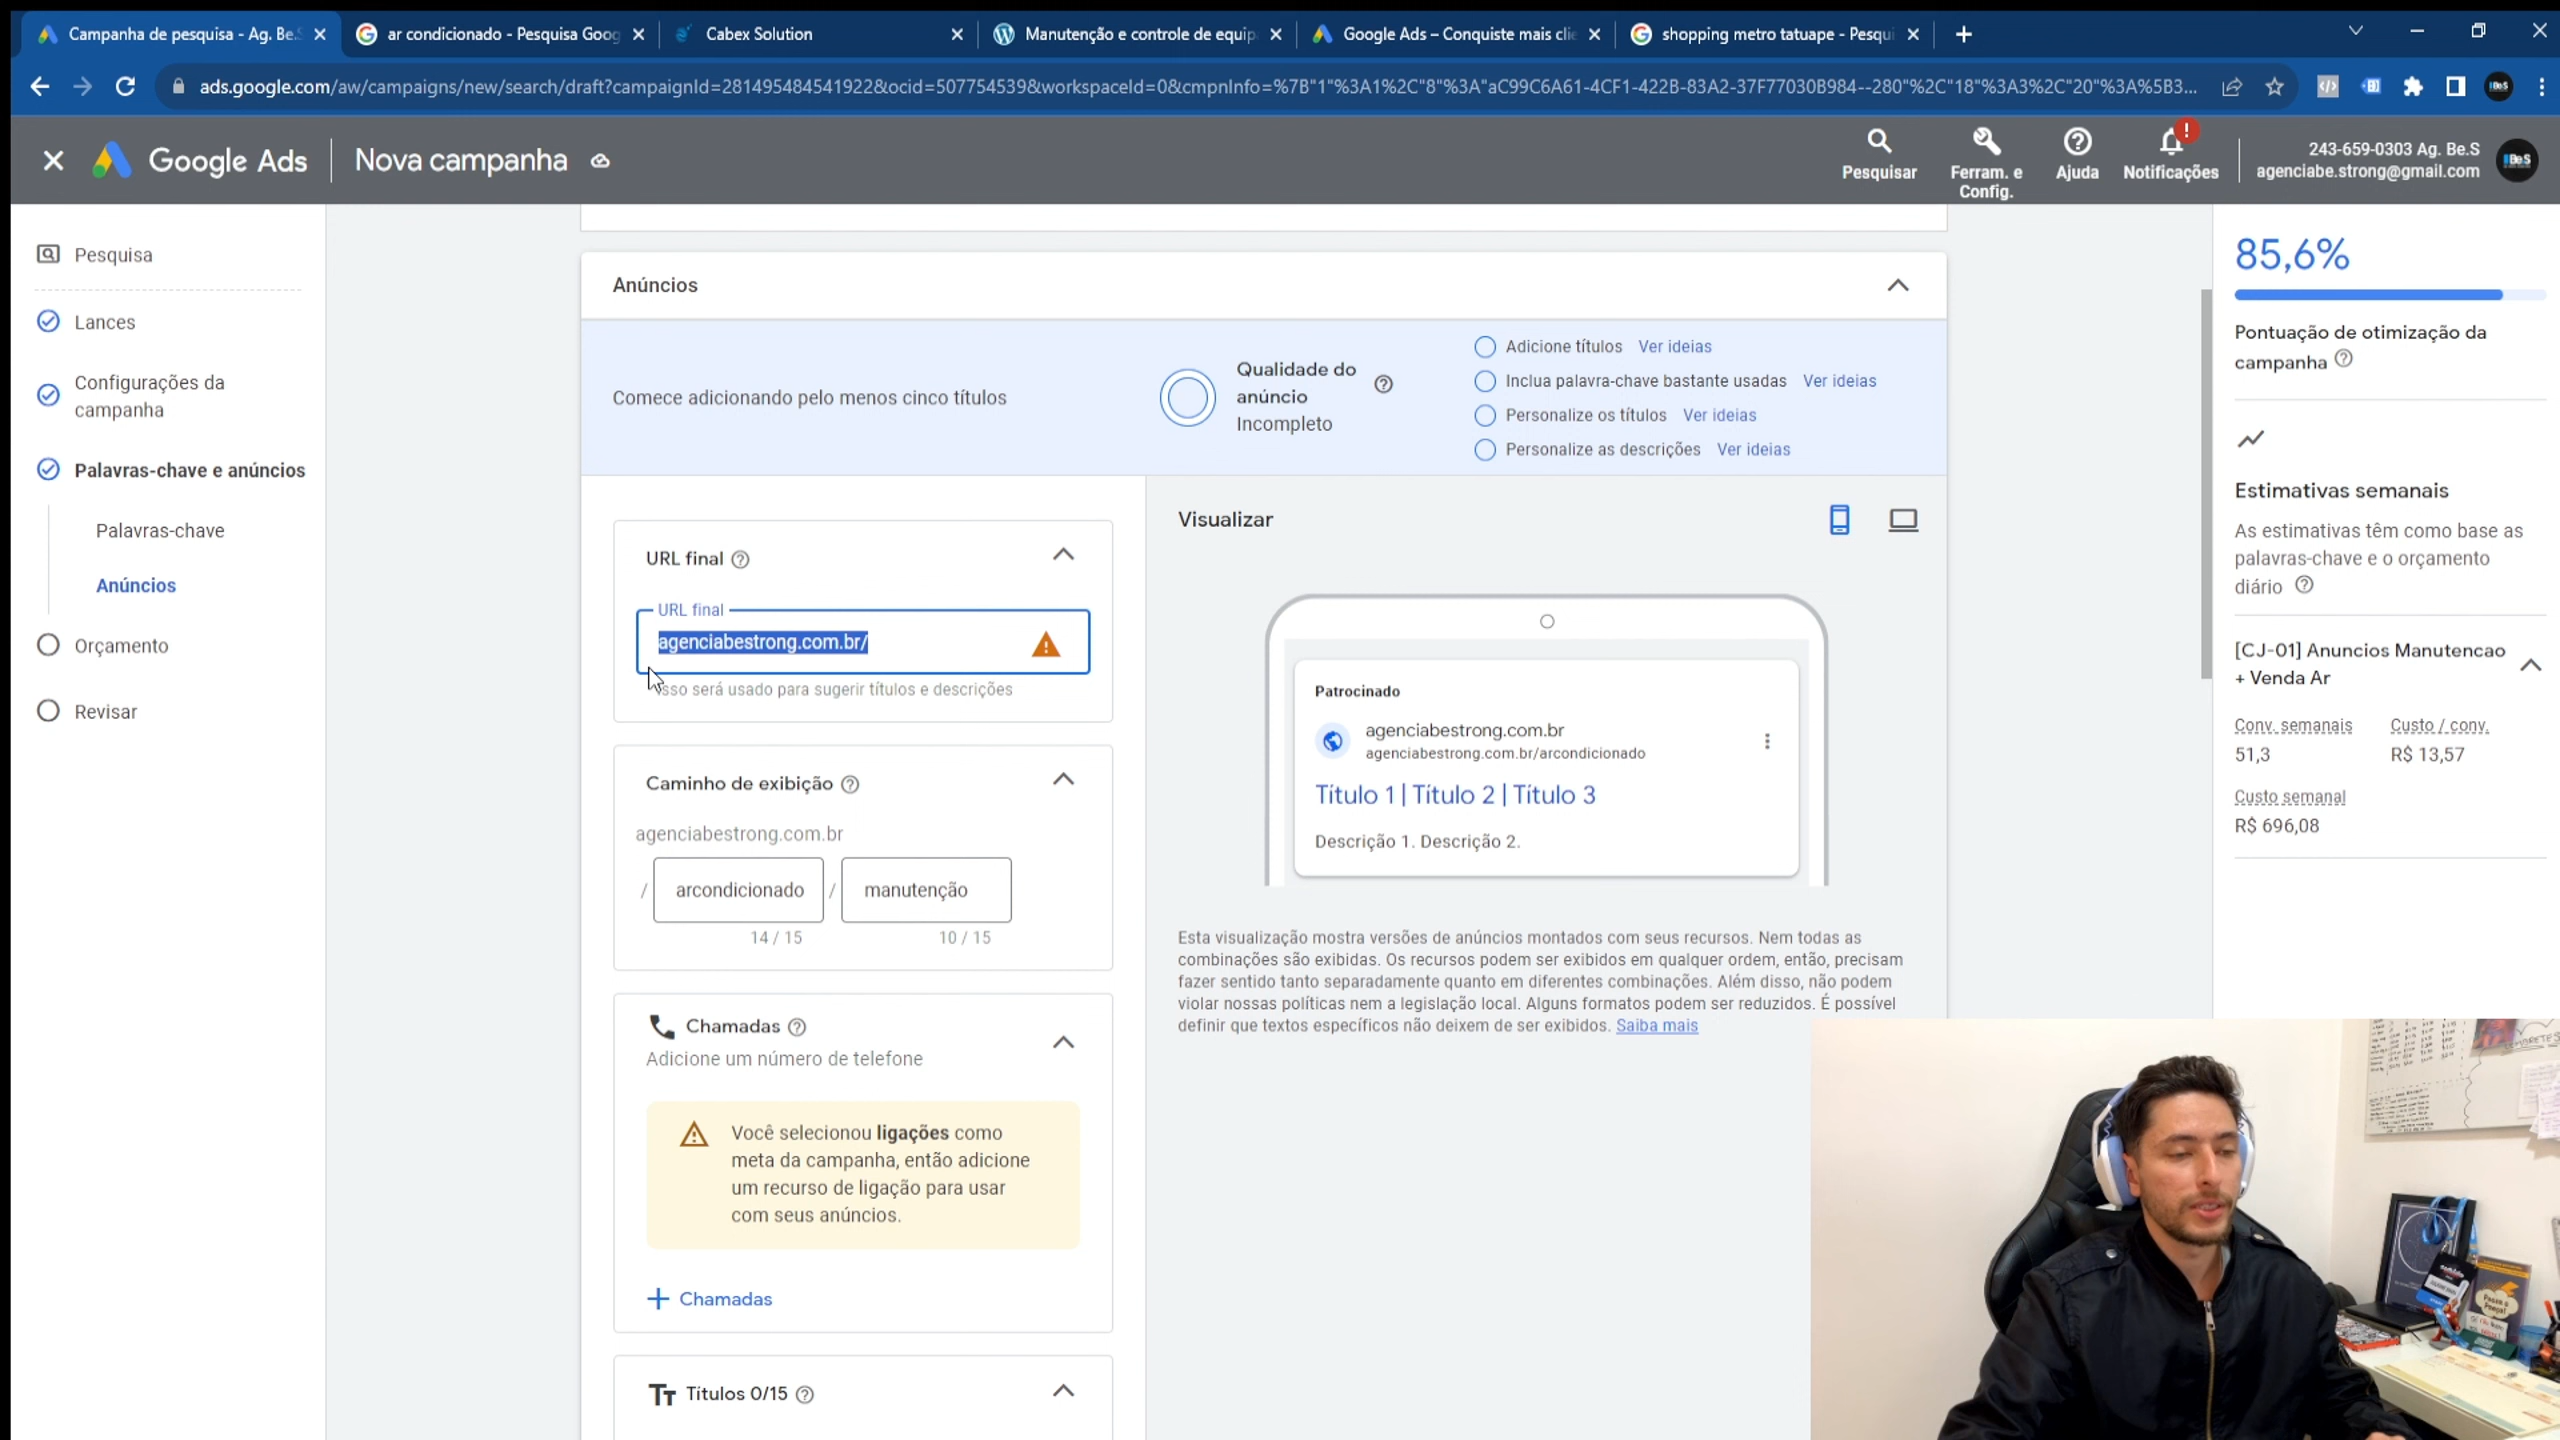 Campanha de pesquisa - Ag. Be.S
ar condicionado - Pesquisa Goog
Cabex Solution
Manutenção e controle de equip
Google Ads – Conquiste mais clie
shopping metro tatuape - Pesqui
ads.google.com/aw/campaigns/new/search/draft?campaignId=281495484541922&ocid=507754539&workspaceId=0&cmpnInfo=%7B"1"%3A1%2C"8"%3A"aC99C6A61-4CF1-422B-83A2-37F77030B984--280"%2C"18"%3A3%2C"20"%3A%5B3...
Google Ads
Nova campanha
Pesquisar
Ferram. e
Config.
Ajuda
Notificações
243-659-0303 Ag. Be.S
agenciabe.strong@gmail.com
Pesquisa
Lances
Configurações da
campanha
Palavras-chave e anúncios
Palavras-chave
Anúncios
Orçamento
Revisar
Anúncios
Comece adicionando pelo menos cinco títulos
Qualidade do
anúncio
Incompleto
Adicione títulos Ver ideias
Inclua palavra-chave bastante usadas Ver ideias
Personalize os títulos Ver ideias
Personalize as descrições Ver ideias
URL final
URL final
agenciabestrong.com.br/
sso será usado para sugerir títulos e descrições
Caminho de exibição
agenciabestrong.com.br
/ arcondicionado / manutenção
14 / 15
10 / 15
Chamadas
Adicione um número de telefone
Você selecionou ligações como
meta da campanha, então adicione
um recurso de ligação para usar
com seus anúncios.
+ Chamadas
Títulos 0/15
Visualizar
Patrocinado
agenciabestrong.com.br
agenciabestrong.com.br/arcondicionado
Título 1 | Título 2 | Título 3
Descrição 1. Descrição 2.
Esta visualização mostra versões de anúncios montados com seus recursos. Nem todas as
combinações são exibidas. Os recursos podem ser exibidos em qualquer ordem, então, precisam
fazer sentido tanto separadamente quanto em diferentes combinações. Além disso, não podem
violar nossas políticas nem a legislação local. Alguns formatos podem ser reduzidos. É possível
definir que textos específicos não deixem de ser exibidos. Saiba mais
85,6%
Pontuação de otimização da
campanha
Estimativas semanais
As estimativas têm como base as
palavras-chave e o orçamento
diário
[CJ-01] Anuncios Manutencao
+ Venda Ar
Conv. semanais
51,3
Custo / conv.
R$ 13,57
Custo semanal
R$ 696,08